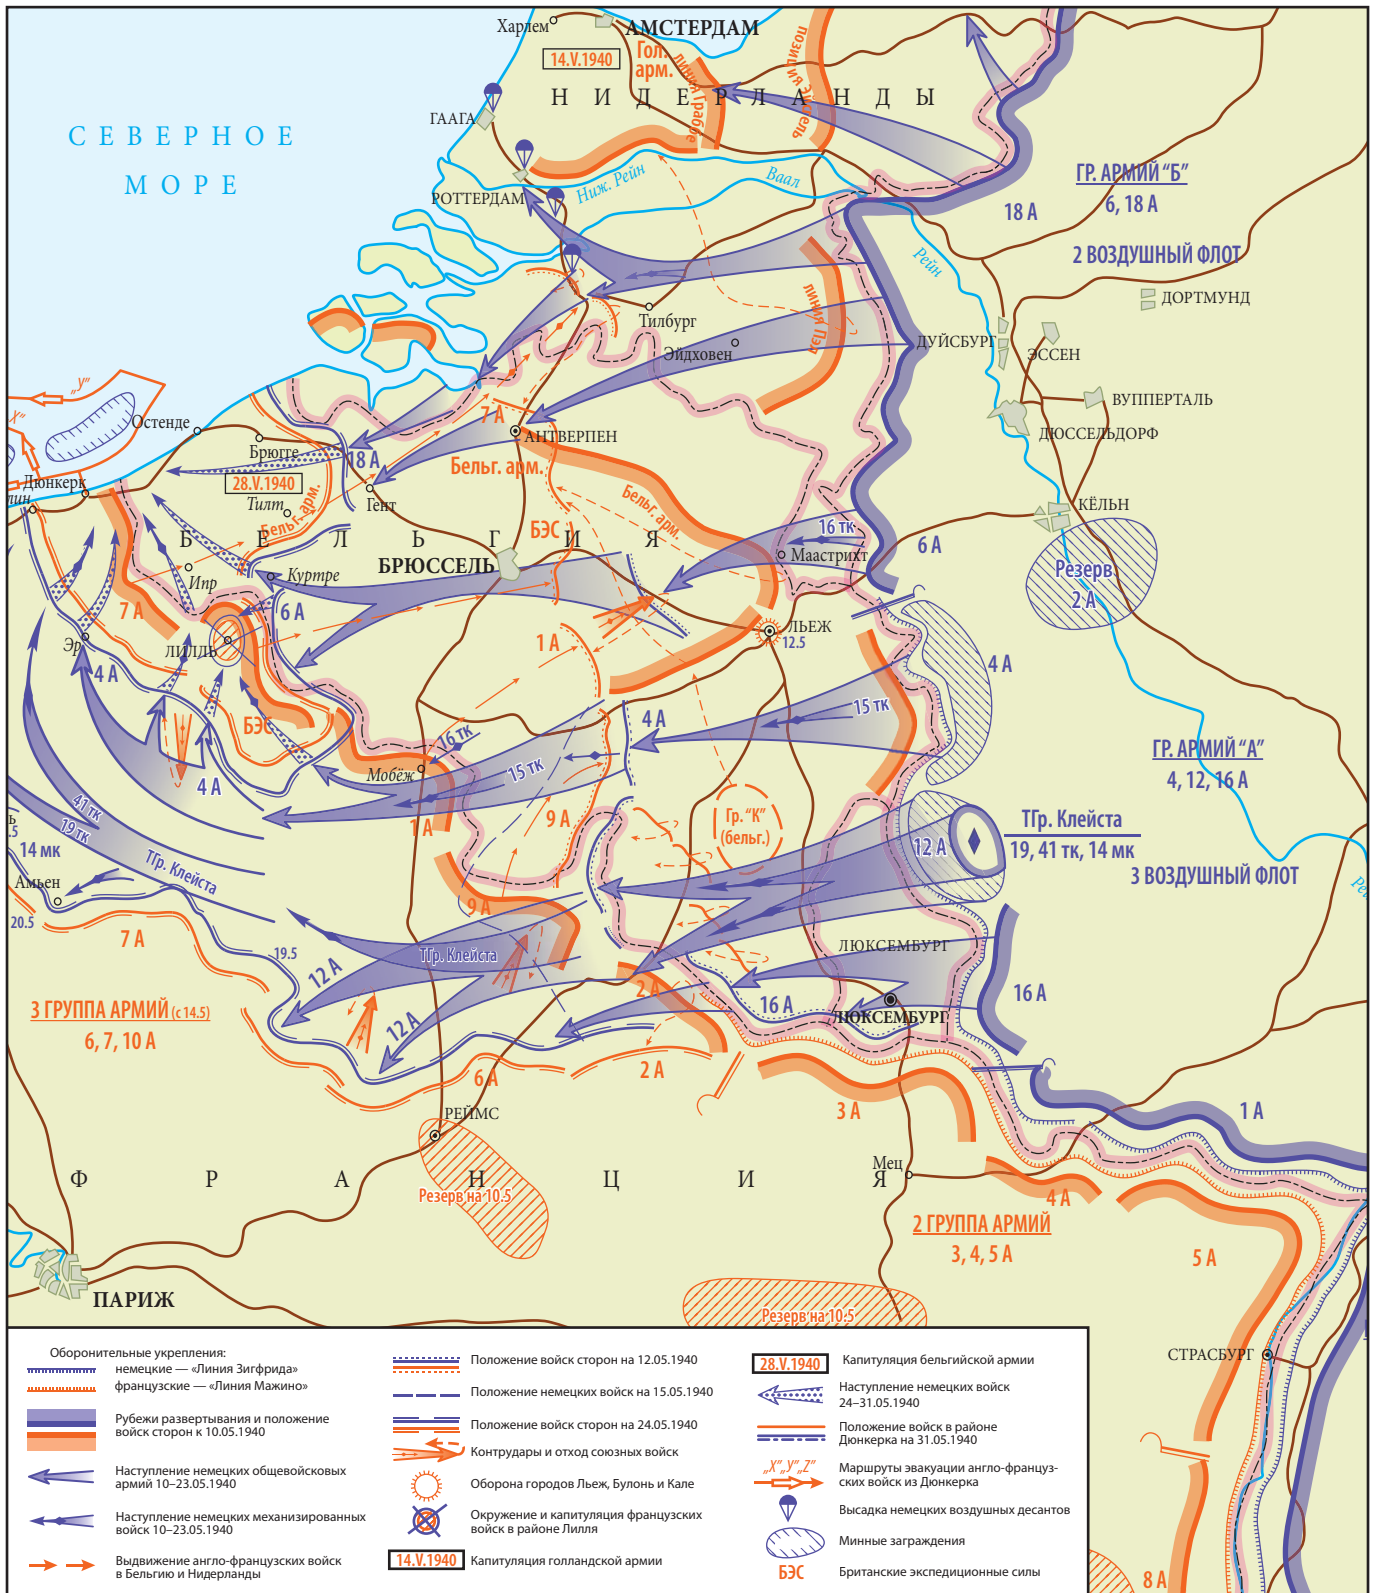 Харлем
АМСТЕРДАМ
14.V.1940
Гол.
арм.
линия Граббе
позиция Эйссель
НИДЕРЛАНДЫ
ГААГА
СЕВЕРНОЕ
МОРЕ
РОТТЕРДАМ
Ниж. Рейн
Ваал
ГР. АРМИЙ "Б"
6, 18 А
18 А
2 ВОЗДУШНЫЙ ФЛОТ
Рейн
ДОРТМУНД
линия Пэл
Тилбург
Эйдховен
ДУЙСБУРГ
ЭССЕН
ВУППЕРТАЛЬ
ДЮССЕЛЬДОРФ
„У"
Х"
Остенде
Брюгге
7 А
АНТВЕРПЕН
18 А
Бельг. арм.
28.V.1940
Дюнкерк
лин
Тилт
Гент
Бельг. арм.
Бельг. арм.
КЁЛЬН
БЭС
16 тк
БЕЛЬГИЯ
Маастрихт
6 А
БРЮССЕЛЬ
Ипр
Куртре
Резерв
2 А
7 А
6 А
Эр
ЛИЛЛЬ
1 А
ЛЬЕЖ
12.5
4 А
4 А
БЭС
16 тк
4 А
15 тк
ГР. АРМИЙ "А"
4, 12, 16 А
Мобёж
15 тк
4 А
41 тк
19 тк
1 А
9 А
Гр. "К"
(бельг.)
12 А
ТГр. Клейста
19, 41 тк, 14 мк
ь
.5
14 мк
ТГр. Клейста
3 ВОЗДУШНЫЙ ФЛОТ
Амьен
Рей
20.5
7 А
9 А
19.5
12 А
ТГр. Клейста
ЛЮКСЕМБУРГ
2 А
16 А
16 А
3 ГРУППА АРМИЙ (с 14.5)
6, 7, 10 А
12 А
ЛЮКСЕМБУРГ
6 А
2 А
3 А
1 А
РЕЙМС
Мец
ФРАНЦИЯ
Резерв на 10.5
4 А
2 ГРУППА АРМИЙ
3, 4, 5 А
5 А
ПАРИЖ
Резерв на 10.5
СТРАСБУРГ
8 А
Оборонительные укрепления:
немецкие — «Линия Зигфрида»
французские — «Линия Мажино»
Рубежи развертывания и положение
войск сторон к 10.05.1940
Наступление немецких общевойсковых
армий 10–23.05.1940
Наступление немецких механизированных
войск 10–23.05.1940
Выдвижение англо-французских войск
в Бельгию и Нидерланды
Положение войск сторон на 12.05.1940
Положение немецких войск на 15.05.1940
Положение войск сторон на 24.05.1940
Контрудары и отход союзных войск
Оборона городов Льеж, Булонь и Кале
Окружение и капитуляция французских
войск в районе Лилля
14.V.1940 Капитуляция голландской армии
28.V.1940 Капитуляция бельгийской армии
Наступление немецких войск
24–31.05.1940
Положение войск в районе
Дюнкерка на 31.05.1940
„Х",„У",„Z" Маршруты эвакуации англо-француз-
ских войск из Дюнкерка
Высадка немецких воздушных десантов
Минные заграждения
БЭС Британские экспедиционные силы